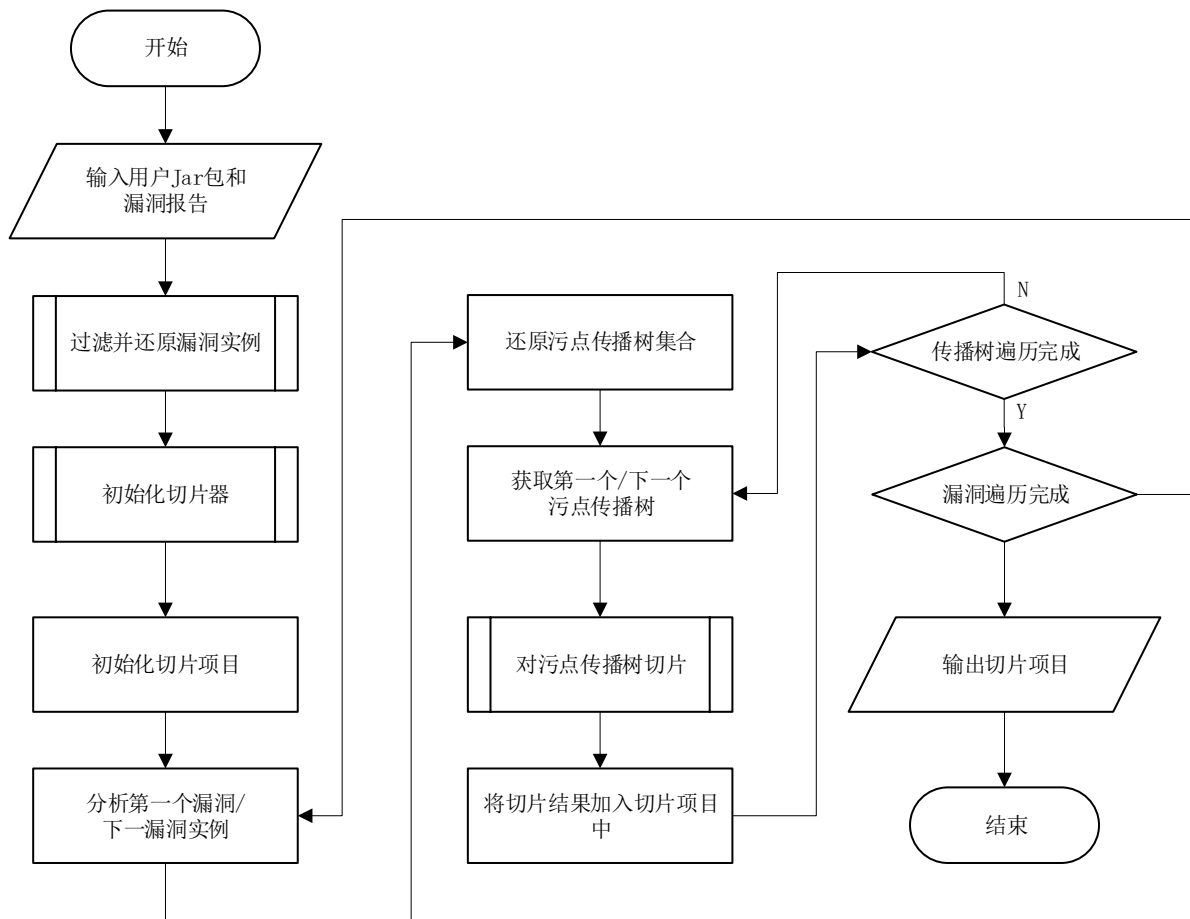 开始
输入用户Jar包和
漏洞报告
过滤并还原漏洞实例
初始化切片器
初始化切片项目
分析第一个漏洞/
下一漏洞实例
还原污点传播树集合
获取第一个/下一个
污点传播树
对污点传播树切片
将切片结果加入切片项目
中
N
传播树遍历完成
Y
漏洞遍历完成
输出切片项目
结束